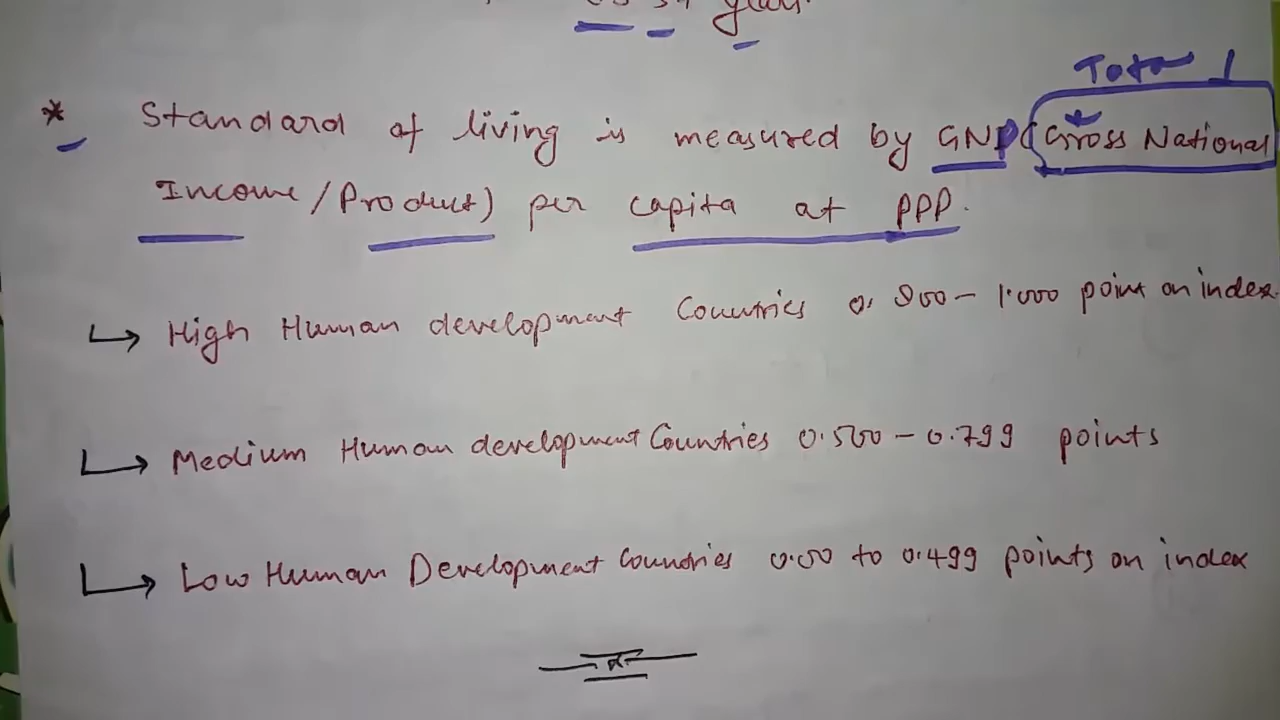 Total
* Standard of living is measured by GNP (Gross National
Income/Product) per capita at PPP.
High Human development Countries 0.800 - 1.000 point on index.
Medium Human development Countries 0.500 - 0.799 points
Low Human Development Countries 0.00 to 0.499 points on index